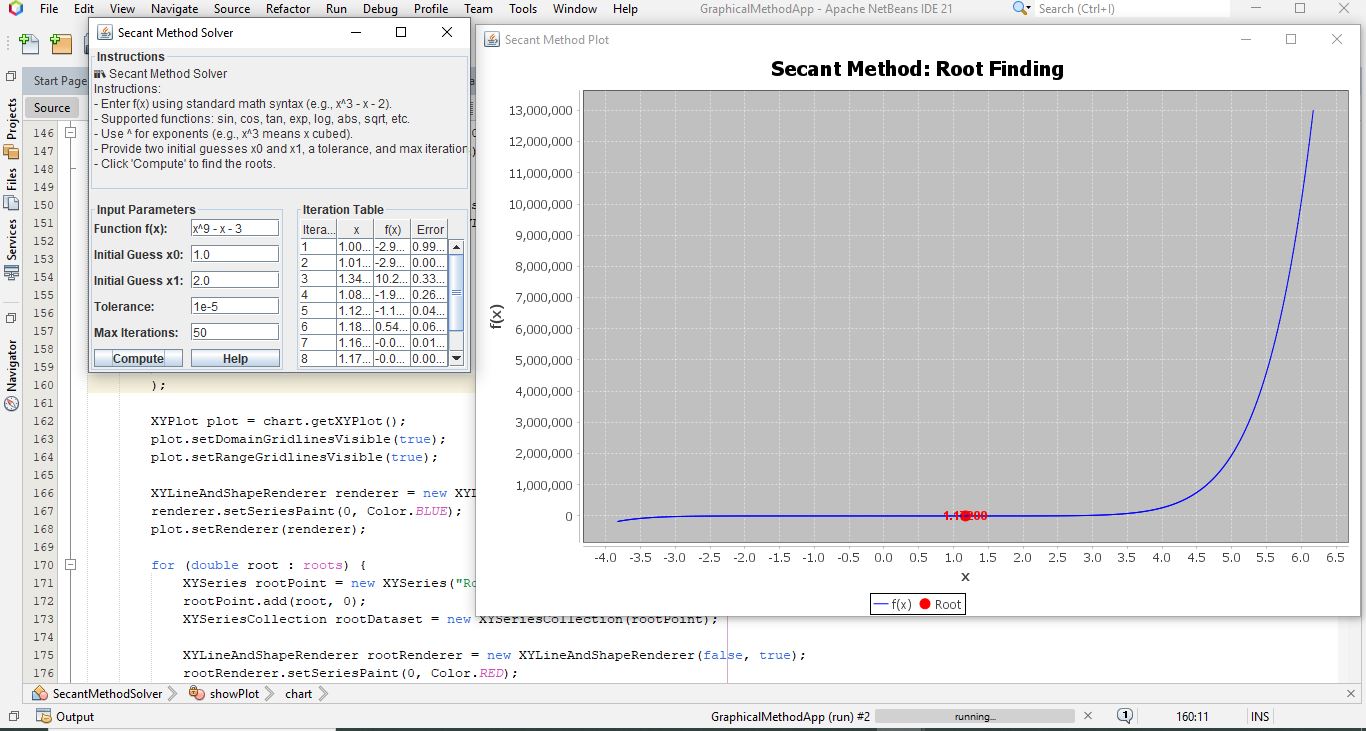 File Edit View Navigate Source Refactor Run Debug Profile Team Tools Window Help
GraphicalMethodApp - Apache NetBeans IDE 21
Search (Ctrl+I)
Start Page
Source
Projects
Files
Services
Navigator
Secant Method Solver
Instructions
Secant Method Solver
Instructions:
- Enter f(x) using standard math syntax (e.g., x^3 - x - 2).
- Supported functions: sin, cos, tan, exp, log, abs, sqrt, etc.
- Use ^ for exponents (e.g., x^3 means x cubed).
- Provide two initial guesses x0 and x1, a tolerance, and max iteration
- Click 'Compute' to find the roots.
Input Parameters
Function f(x): x^9 - x - 3
Initial Guess x0: 1.0
Initial Guess x1: 2.0
Tolerance: 1e-5
Max Iterations: 50
Compute Help
Iteration Table
Itera... x f(x) Error
1 1.00... -2.9... 0.99...
2 1.01... -2.9... 0.00...
3 1.34... 10.2... 0.33...
4 1.08... -1.9... 0.26...
5 1.12... -1.1... 0.04...
6 1.18... 0.54... 0.06...
7 1.16... -0.0... 0.01...
8 1.17... -0.0... 0.00...
Secant Method Plot
Secant Method: Root Finding
13,000,000
12,000,000
11,000,000
10,000,000
9,000,000
8,000,000
7,000,000
6,000,000
5,000,000
4,000,000
3,000,000
2,000,000
1,000,000
0
f(x)
-4.0 -3.5 -3.0 -2.5 -2.0 -1.5 -1.0 -0.5 0.0 0.5 1.0 1.5 2.0 2.5 3.0 3.5 4.0 4.5 5.0 5.5 6.0 6.5
x
f(x) Root
146
147
148
149
150
151
152
153
154
155
156
157
158
159
160 );
161
162 XYPlot plot = chart.getXYPlot();
163 plot.setDomainGridlinesVisible(true);
164 plot.setRangeGridlinesVisible(true);
165
166 XYLineAndShapeRenderer renderer = new XYL
167 renderer.setSeriesPaint(0, Color.BLUE);
168 plot.setRenderer(renderer);
169
170 for (double root : roots) {
171 XYSeries rootPoint = new XYSeries("Ro
172 rootPoint.add(root, 0);
173 XYSeriesCollection rootDataset = new XYSeriesCollection(rootPoint);
174
175 XYLineAndShapeRenderer rootRenderer = new XYLineAndShapeRenderer(false, true);
176 rootRenderer.setSeriesPaint(0, Color.RED);
SecantMethodSolver showPlot chart
Output
GraphicalMethodApp (run) #2
running...
1
160:11
INS